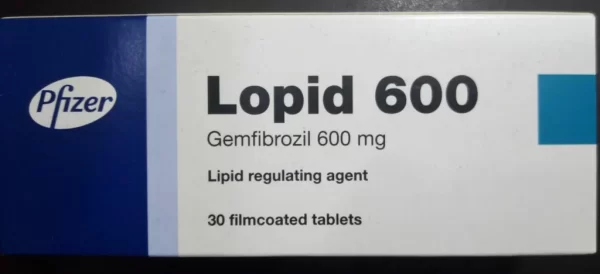 Pfizer
Lopid 600
Gemfibrozil 600 mg
Lipid regulating agent
30 filmcoated tablets